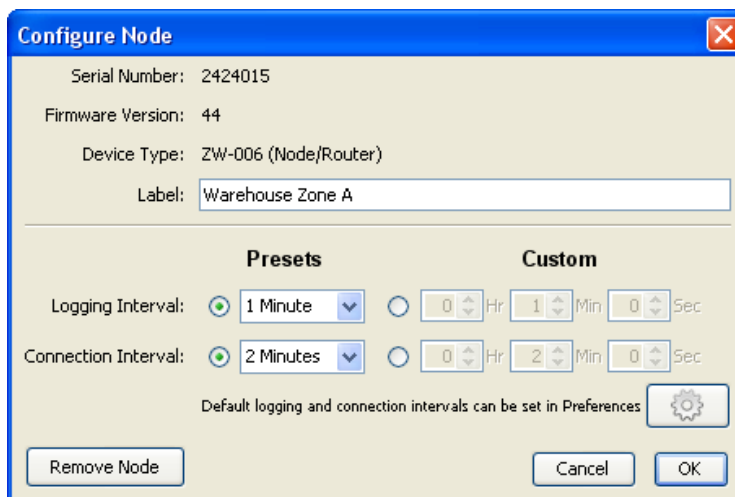 Configure Node
Serial Number: 2424015
Firmware Version: 44
Device Type: ZW-006 (Node/Router)
Label: Warehouse Zone A
Presets Custom
Logging Interval: 1 Minute 0 Hr 1 Min 0 Sec
Connection Interval: 2 Minutes 0 Hr 2 Min 0 Sec
Default logging and connection intervals can be set in Preferences
Remove Node Cancel OK